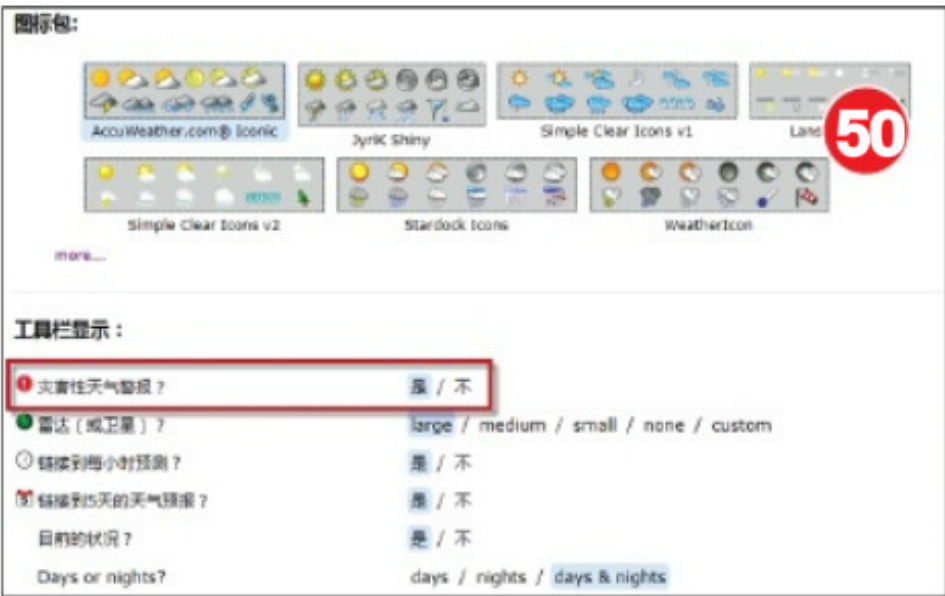 图标包:
AccuWeather.com® Iconic
JyriK Shiny
Simple Clear Icons v1
50
Simple Clear Icons v2
Stardock Icons
WeatherIcon
more....
工具栏显示：
灾害性天气警报？ 是 / 不
雷达（或卫星）？ large / medium / small / none / custom
链接到每小时预测？ 是 / 不
5 链接到5天的天气预报？ 是 / 不
目前的状况？ 是 / 不
Days or nights? days / nights / days & nights